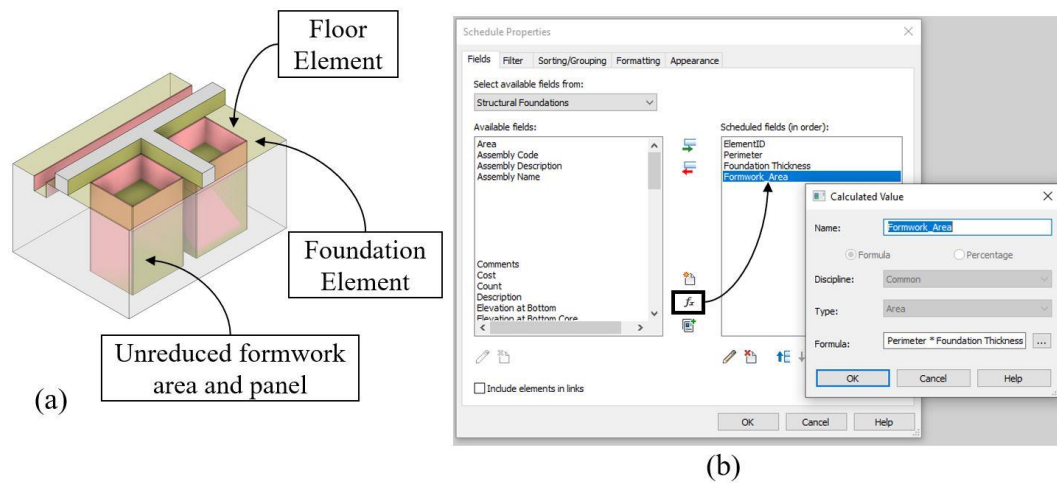 Floor
Element
Foundation
Element
Unreduced formwork
area and panel
(a)
Schedule Properties
Fields Filter Sorting/Grouping Formatting Appearance
Select available fields from:
Structural Foundations
Available fields:
Scheduled fields (in order):
Area
Assembly Code
Assembly Description
Assembly Name
Comments
Cost
Count
Description
Elevation at Bottom
Elevation at Bottom Core
ElementID
Perimeter
Foundation Thickness
Formwork_Area
fx
Include elements in links
OK Cancel Help
Calculated Value
Name: Formwork_Area
Formula Percentage
Discipline: Common
Type: Area
Formula: Perimeter * Foundation Thickness ...
OK Cancel Help
(b)